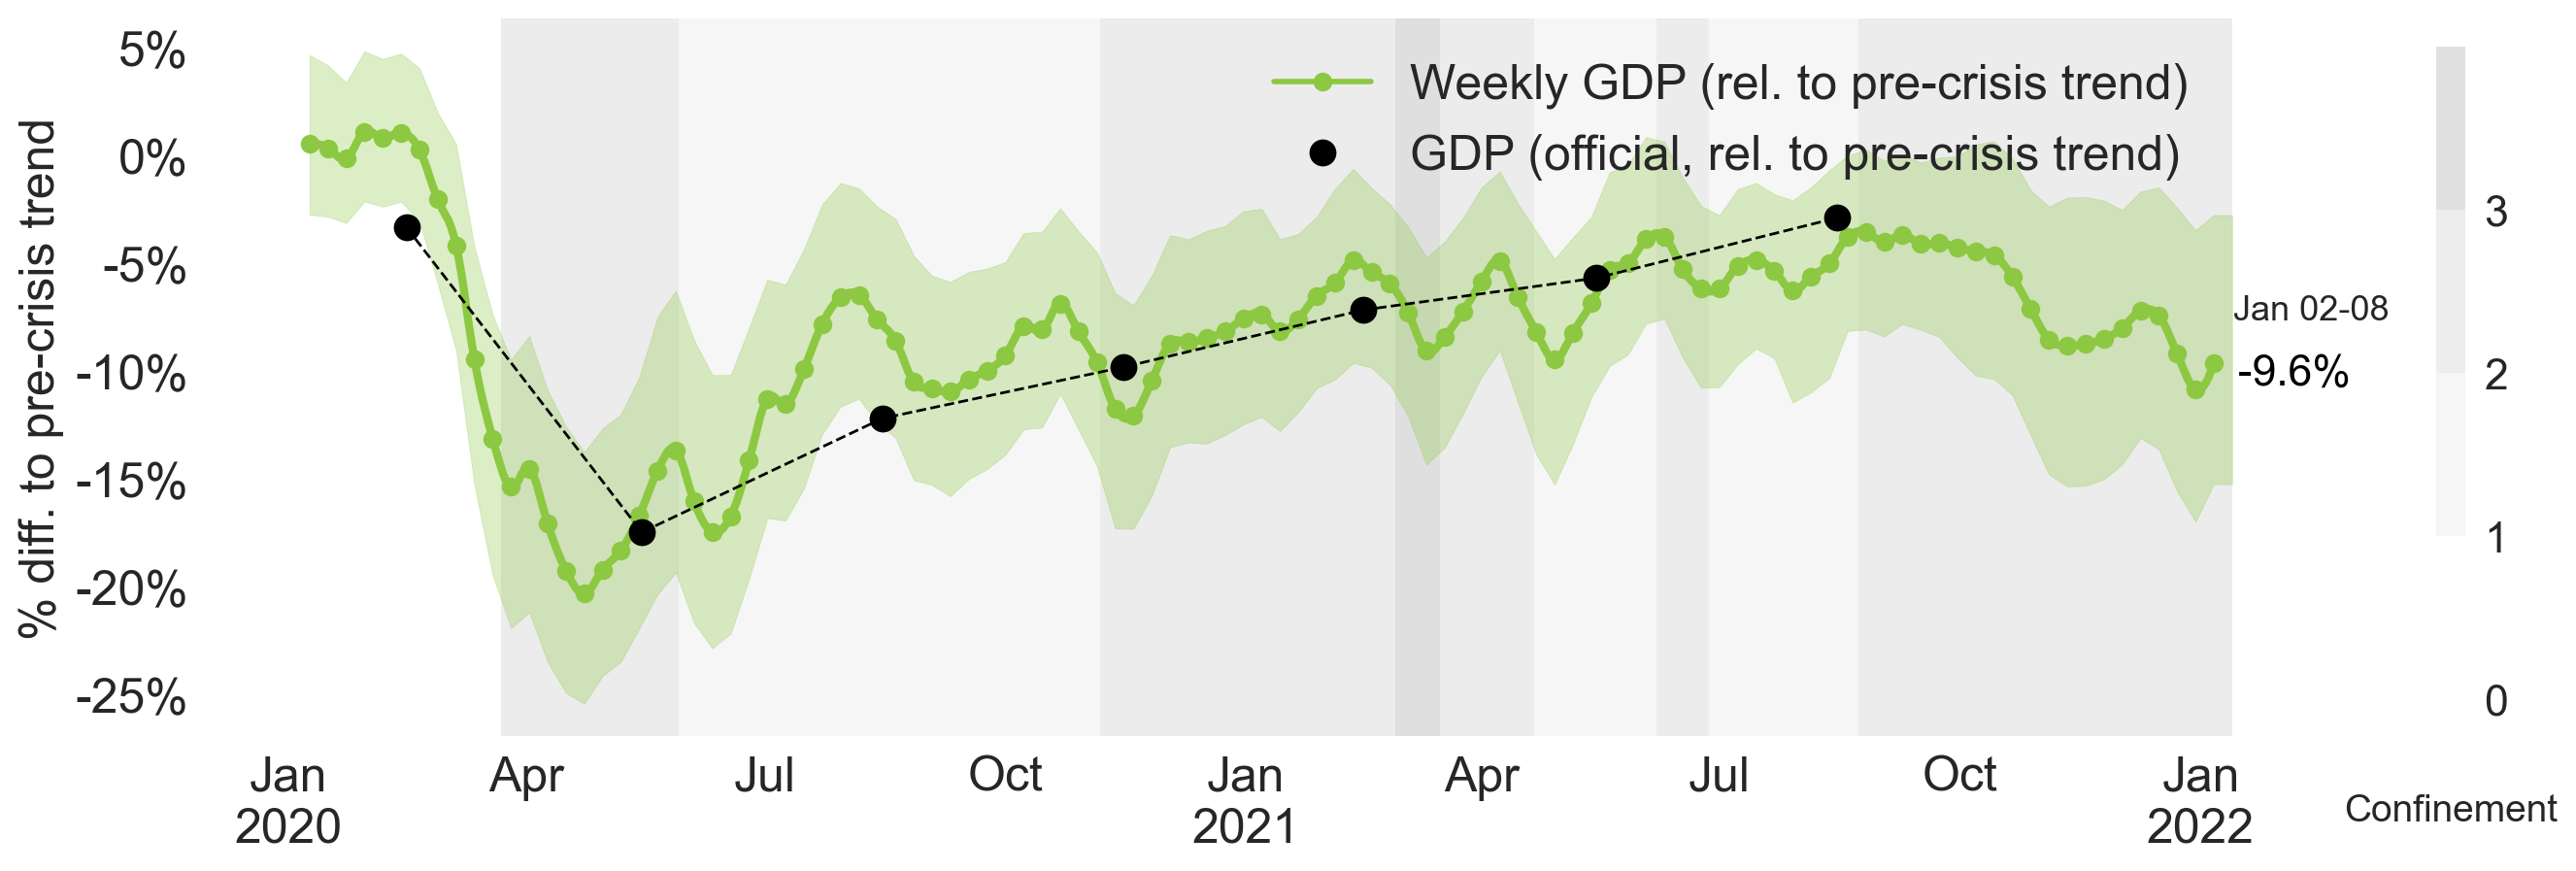 % diff. to pre-crisis trend
5%
0%
-5%
-10%
-15%
-20%
-25%
Weekly GDP (rel. to pre-crisis trend)
GDP (official, rel. to pre-crisis trend)
Jan 02-08
-9.6%
Jan Apr Jul Oct Jan Apr Jul Oct Jan
2020 2021 2022
3
2
1
0
Confinement